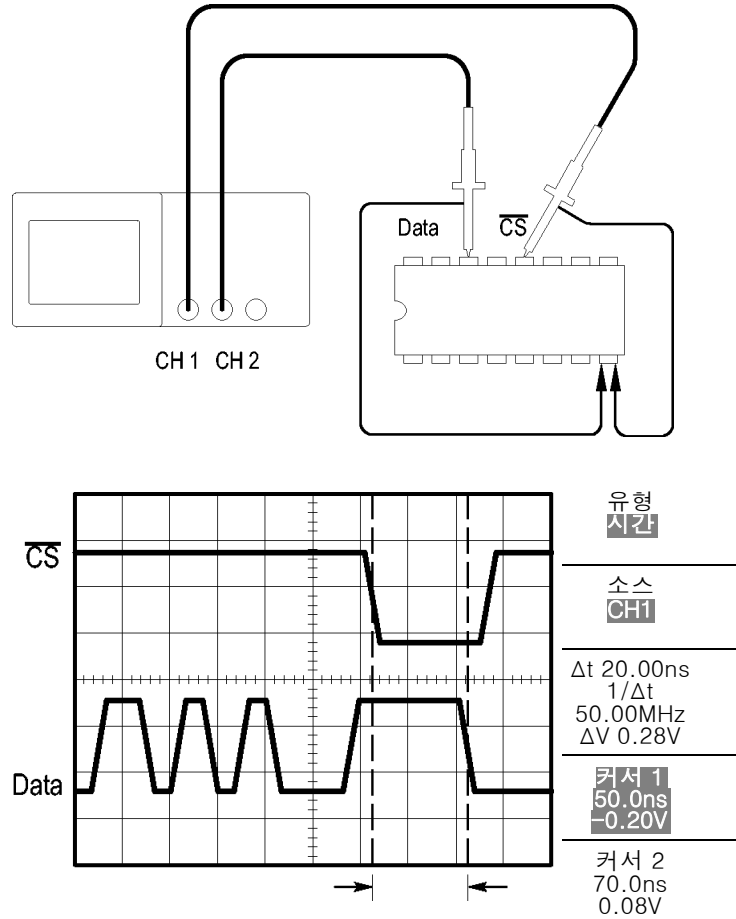 Data
CS
CH 1
CH 2
CS
Data
유형
시간
소스
CH1
Δt 20.00ns
1/Δt
50.00MHz
ΔV 0.28V
커서 1
50.0ns
-0.20V
커서 2
70.0ns
0.08V